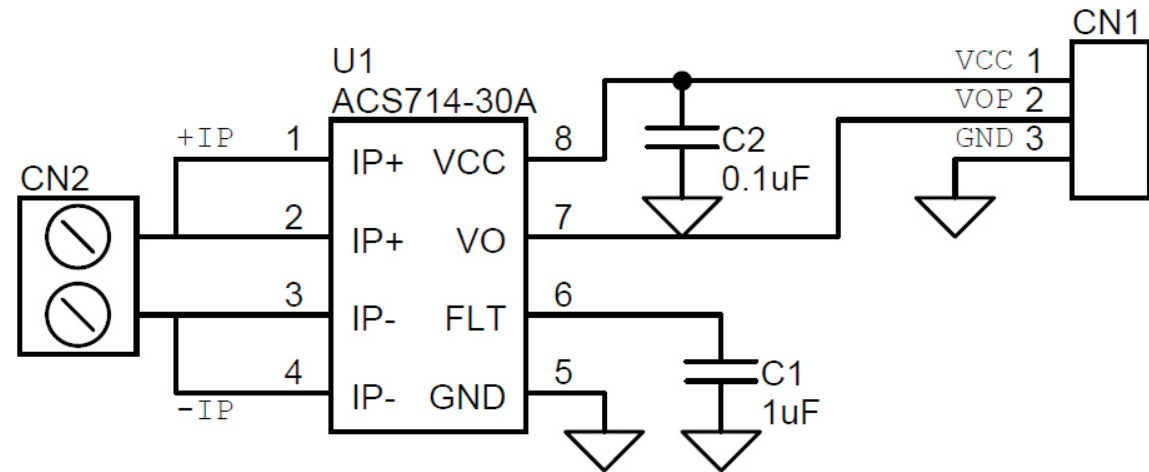 CN1
U1
ACS714-30A
VCC 1
VOP 2
GND 3
+IP 1 IP+ VCC 8
C2
0.1uF
CN2
2 IP+ VO 7
3 IP- FLT 6
4 IP- GND 5
-IP
C1
1uF